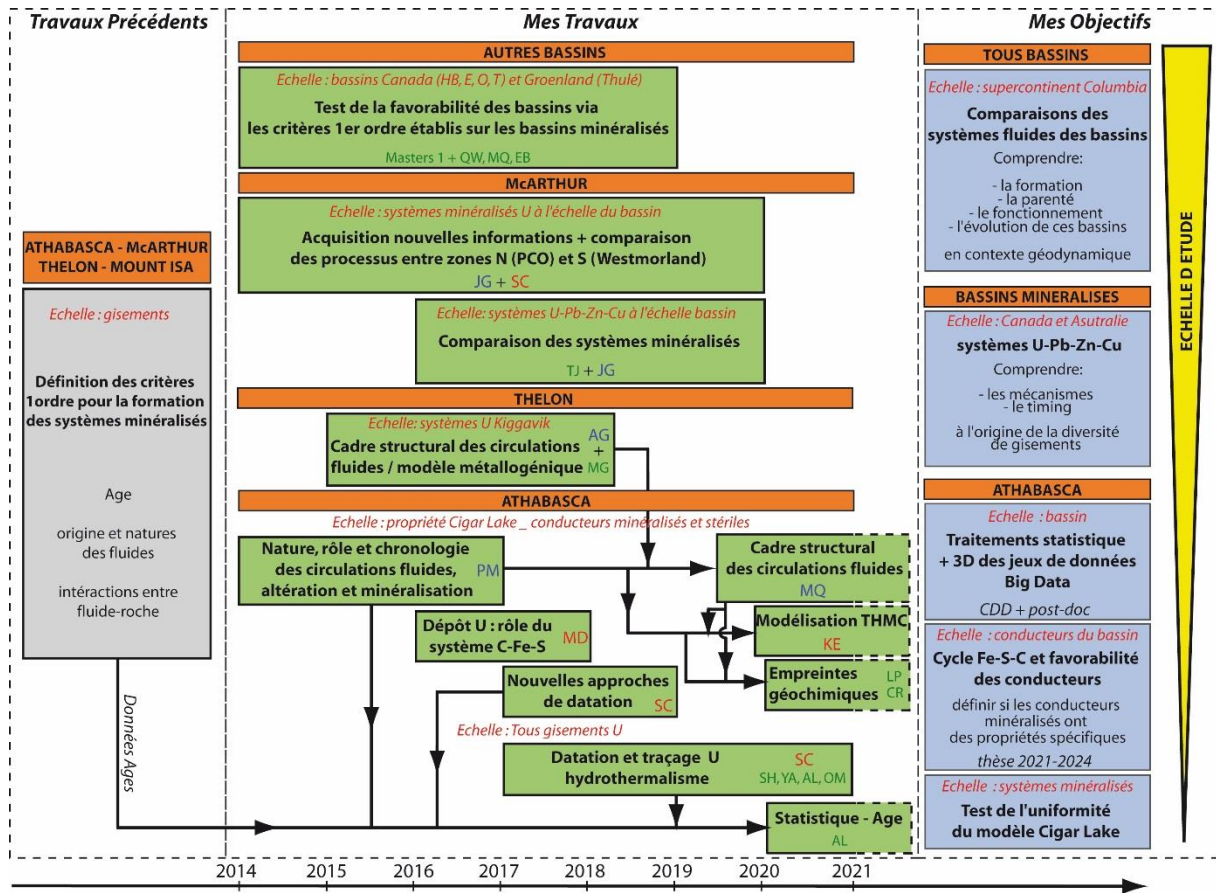 Travaux Précédents
ATHABASCA - McARTHUR
THELON - MOUNT ISA
Echelle : gisements
Définition des critères
1ordre pour la formation
des systèmes minéralisés
Age
origine et natures
des fluides
intéractions entre
fluide-roche
Données Ages
Mes Travaux
AUTRES BASSINS
Echelle : bassins Canada (HB, E, O, T) et Groenland (Thulé)
Test de la favorabilité des bassins via
les critères 1er ordre établis sur les bassins minéralisés
Masters 1 + QW, MQ, EB
McARTHUR
Echelle : systèmes minéralisés U à l'échelle du bassin
Acquisition nouvelles informations + comparaison
des processus entre zones N (PCO) et S (Westmorland)
JG + SC
Echelle: systèmes U-Pb-Zn-Cu à l'échelle bassin
Comparaison des systèmes minéralisés
TJ + JG
THELON
Echelle: systèmes U Kiggavik
Cadre structural des circulations
fluides / modèle métallogénique
AG
+
MG
ATHABASCA
Echelle : propriété Cigar Lake _ conducteurs minéralisés et stériles
Nature, rôle et chronologie
des circulations fluides,
altération et minéralisation
PM
Cadre structural
des circulations fluides
MQ
Dépôt U : rôle du
système C-Fe-S
MD
Modélisation THMC
KE
Nouvelles approches
de datation
SC
Empreintes
géochimiques
LP
CR
Echelle : Tous gisements U
Datation et traçage U
hydrothermalisme
SC
SH, YA, AL, OM
Statistique - Age
AL
2014 2015 2016 2017 2018 2019 2020 2021
Mes Objectifs
TOUS BASSINS
Echelle : supercontinent Columbia
Comparaisons des
systèmes fluides des bassins
Comprendre:
- la formation
- la parenté
- le fonctionnement
- l'évolution de ces bassins
en contexte géodynamique
BASSINS MINERALISES
Echelle : Canada et Asutralie
systèmes U-Pb-Zn-Cu
Comprendre:
- les mécanismes
- le timing
à l'origine de la diversité
de gisements
ATHABASCA
Echelle : bassin
Traitements statistique
+ 3D des jeux de données
Big Data
CDD + post-doc
Echelle : conducteurs du bassin
Cycle Fe-S-C et favorabilité
des conducteurs
définir si les conducteurs
minéralisés ont
des propriétés spécifiques
thèse 2021-2024
Echelle : systèmes minéralisés
Test de l'uniformité
du modèle Cigar Lake
ECHELLE D'ETUDE